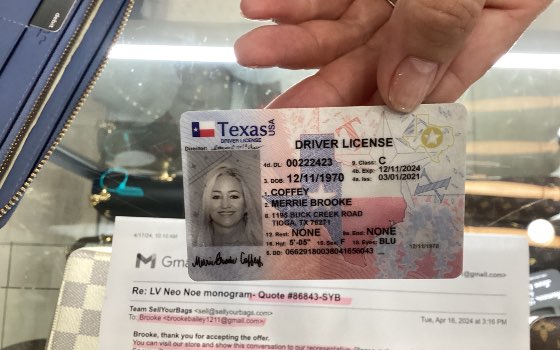 Texas USA
DRIVER LICENSE
Director:
DRIVER LICENSE
4d. DL 00222423 9. Class: C
4b. Exp: 12/11/2024
3. DOB: 12/11/1970 4a. Iss: 03/01/2021
1. COFFEY
2. MERRIE BROOKE
8. 1195 BUCK CREEK ROAD
TIOGA, TX 76271
12. Rest: NONE 9a. End: NONE
16. Hgt: 5'-05" 15. Sex: F 18. Eyes: BLU
5. DD:
12/11/1970
Merrie Brooke Coffey
4/17/24, 10:10 AM
M Gma
@gmail.com>
Re: LV Neo Noe monogram- Quote #86843-SYB
Team SellYourBags <sell@sellyourbags.com>
To: Brooke <brookebailey1211@gmail.com>
Tue, Apr 16, 2024 at 3:16 PM
Brooke, thank you for accepting the offer.
You can visit our store and show this conversation to our representative.